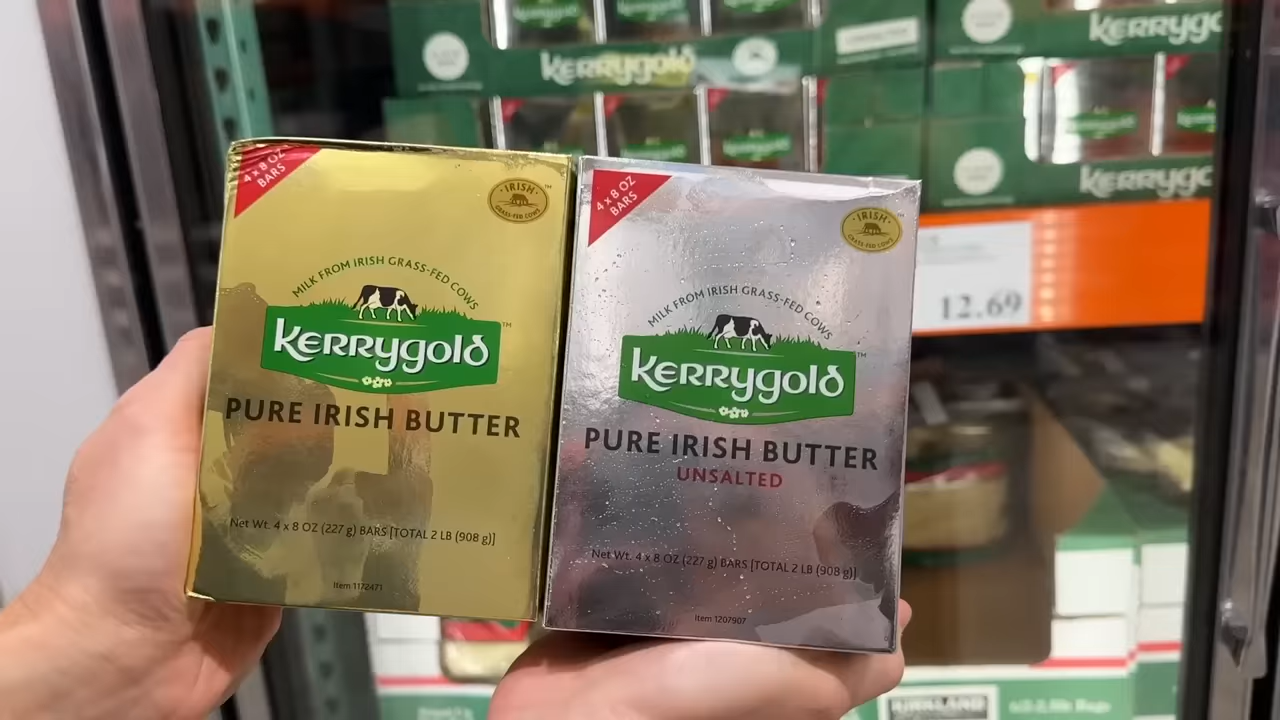 Kerrygold
Kerrygold
Kerrygo
Kerrygo
12.69
4 x 8 OZ
BARS
IRISH
GRASS-FED COWS
MILK FROM IRISH GRASS-FED COWS
Kerrygold
PURE IRISH BUTTER
Net Wt. 4 x 8 OZ (227 g) BARS [TOTAL 2 LB (908 g)]
Item 1172471
4 x 8 OZ
BARS
IRISH
GRASS-FED COWS
MILK FROM IRISH GRASS-FED COWS
Kerrygold
PURE IRISH BUTTER
UNSALTED
Net Wt. 4 x 8 OZ (227 g) BARS [TOTAL 2 LB (908 g)]
Item 1207907
KIRKLAND